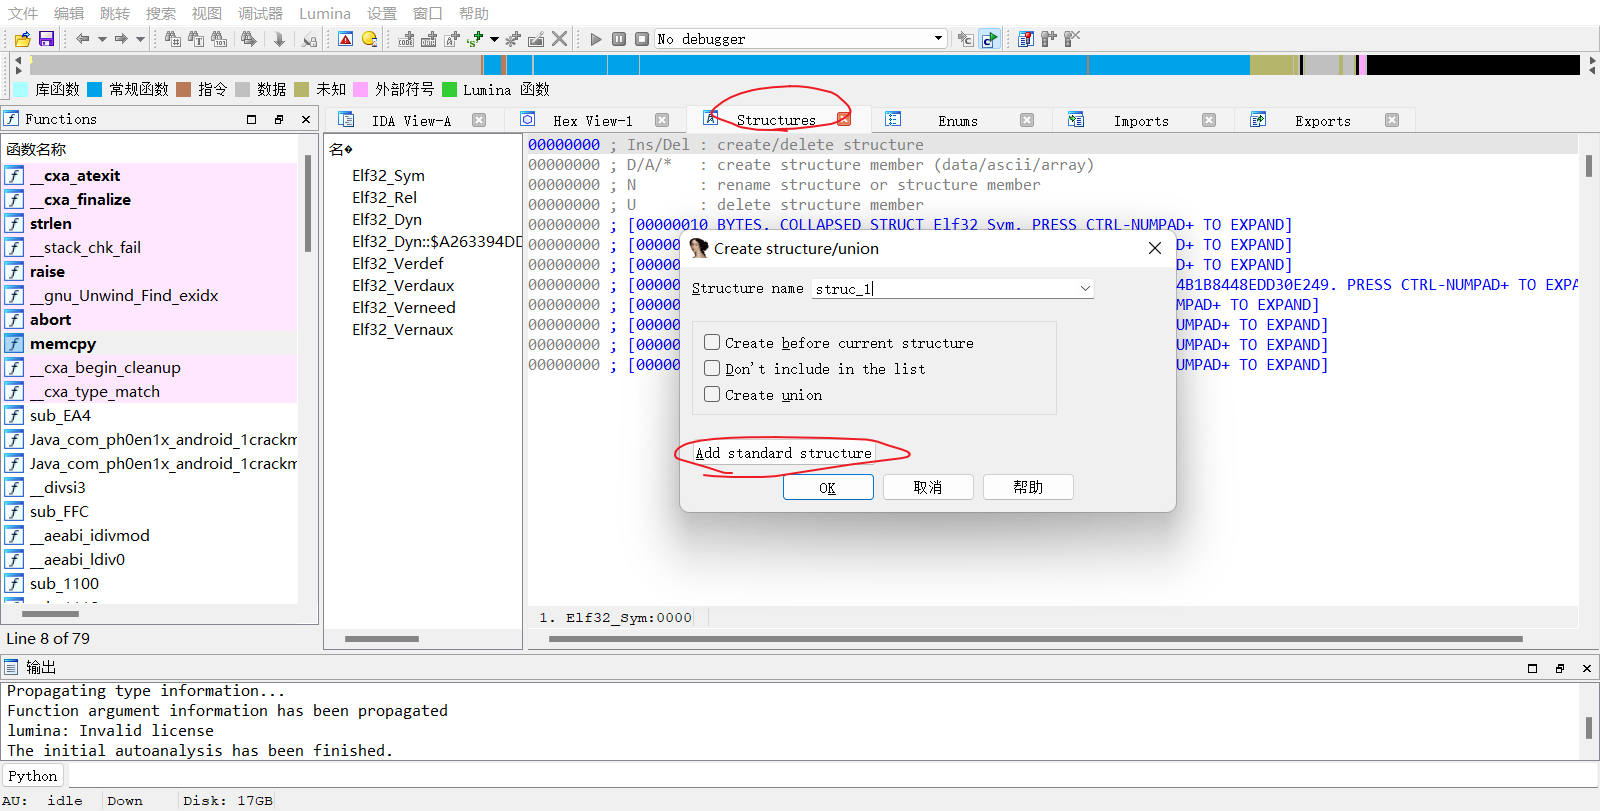 文件 编辑 跳转 搜索 视图 调试器 Lumina 设置 窗口 帮助
No debugger
库函数 常规函数 指令 数据 未知 外部符号 Lumina 函数
Functions
IDA View-A Hex View-1 Structures Enums Imports Exports
函数名称
__cxa_atexit
__cxa_finalize
strlen
__stack_chk_fail
raise
__gnu_Unwind_Find_exidx
abort
memcpy
__cxa_begin_cleanup
__cxa_type_match
sub_EA4
Java_com_ph0en1x_android_1crackm
Java_com_ph0en1x_android_1crackm
__divsi3
sub_FFC
__aeabi_idivmod
__aeabi_ldiv0
sub_1100
Line 8 of 79
名�
Elf32_Sym
Elf32_Rel
Elf32_Dyn
Elf32_Dyn::$A263394DD
Elf32_Verdef
Elf32_Verdaux
Elf32_Verneed
Elf32_Vernaux
00000000 ; Ins/Del : create/delete structure
00000000 ; D/A/* : create structure member (data/ascii/array)
00000000 ; N : rename structure or structure member
00000000 ; U : delete structure member
00000000 ; [00000010 BYTES. COLLAPSED STRUCT Elf32_Sym. PRESS CTRL-NUMPAD+ TO EXPAND]
00000000 ; [0000 D+ TO EXPAND]
00000000 ; [0000 D+ TO EXPAND]
00000000 ; [0000 4B1B8448EDD30E249. PRESS CTRL-NUMPAD+ TO EXPA
00000000 ; [0000 MPAD+ TO EXPAND]
00000000 ; [0000 UMPAD+ TO EXPAND]
00000000 ; [0000 UMPAD+ TO EXPAND]
00000000 ; [0000 UMPAD+ TO EXPAND]
1. Elf32_Sym:0000
Create structure/union
Structure name struc_1
Create before current structure
Don't include in the list
Create union
Add standard structure
OK 取消 帮助
输出
Propagating type information...
Function argument information has been propagated
lumina: Invalid license
The initial autoanalysis has been finished.
Python
AU: idle Down Disk: 17GB